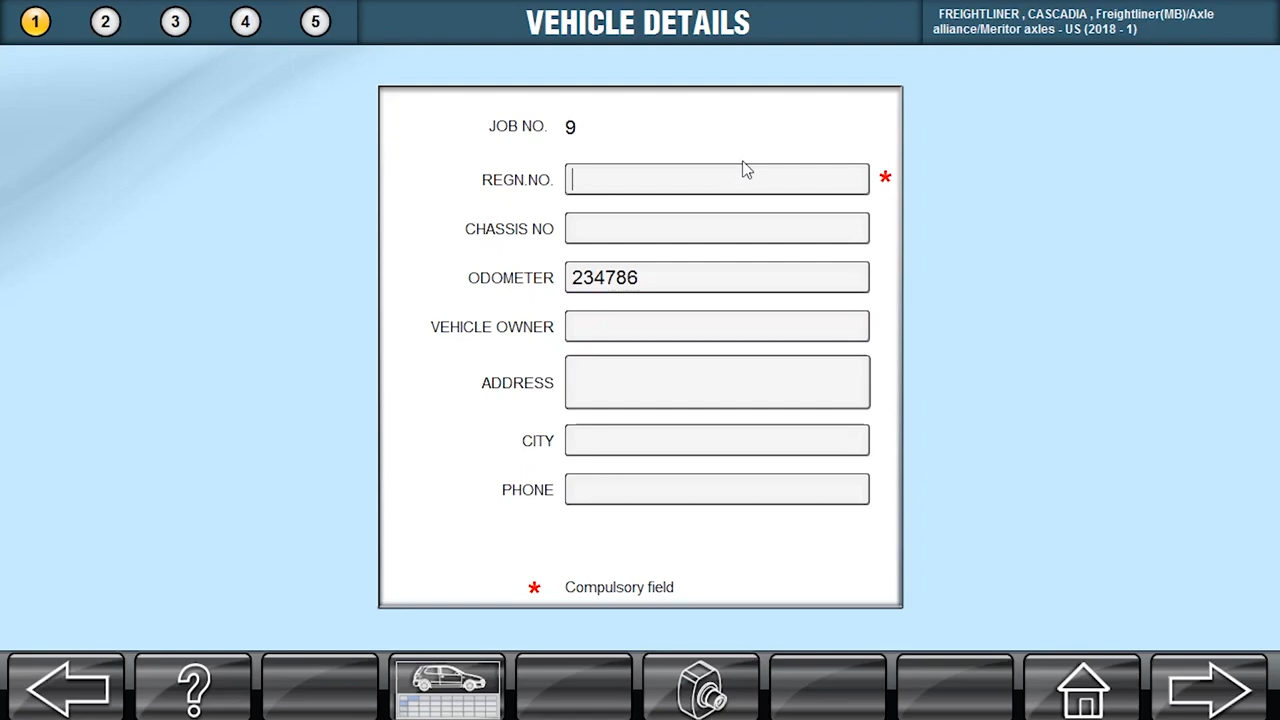 1 2 3 4 5
VEHICLE DETAILS
FREIGHTLINER , CASCADIA , Freightliner(MB)/Axle
alliance/Meritor axles - US (2018 - 1)
JOB NO. 9
REGN.NO. *
CHASSIS NO
ODOMETER 234786
VEHICLE OWNER
ADDRESS
CITY
PHONE
* Compulsory field
?